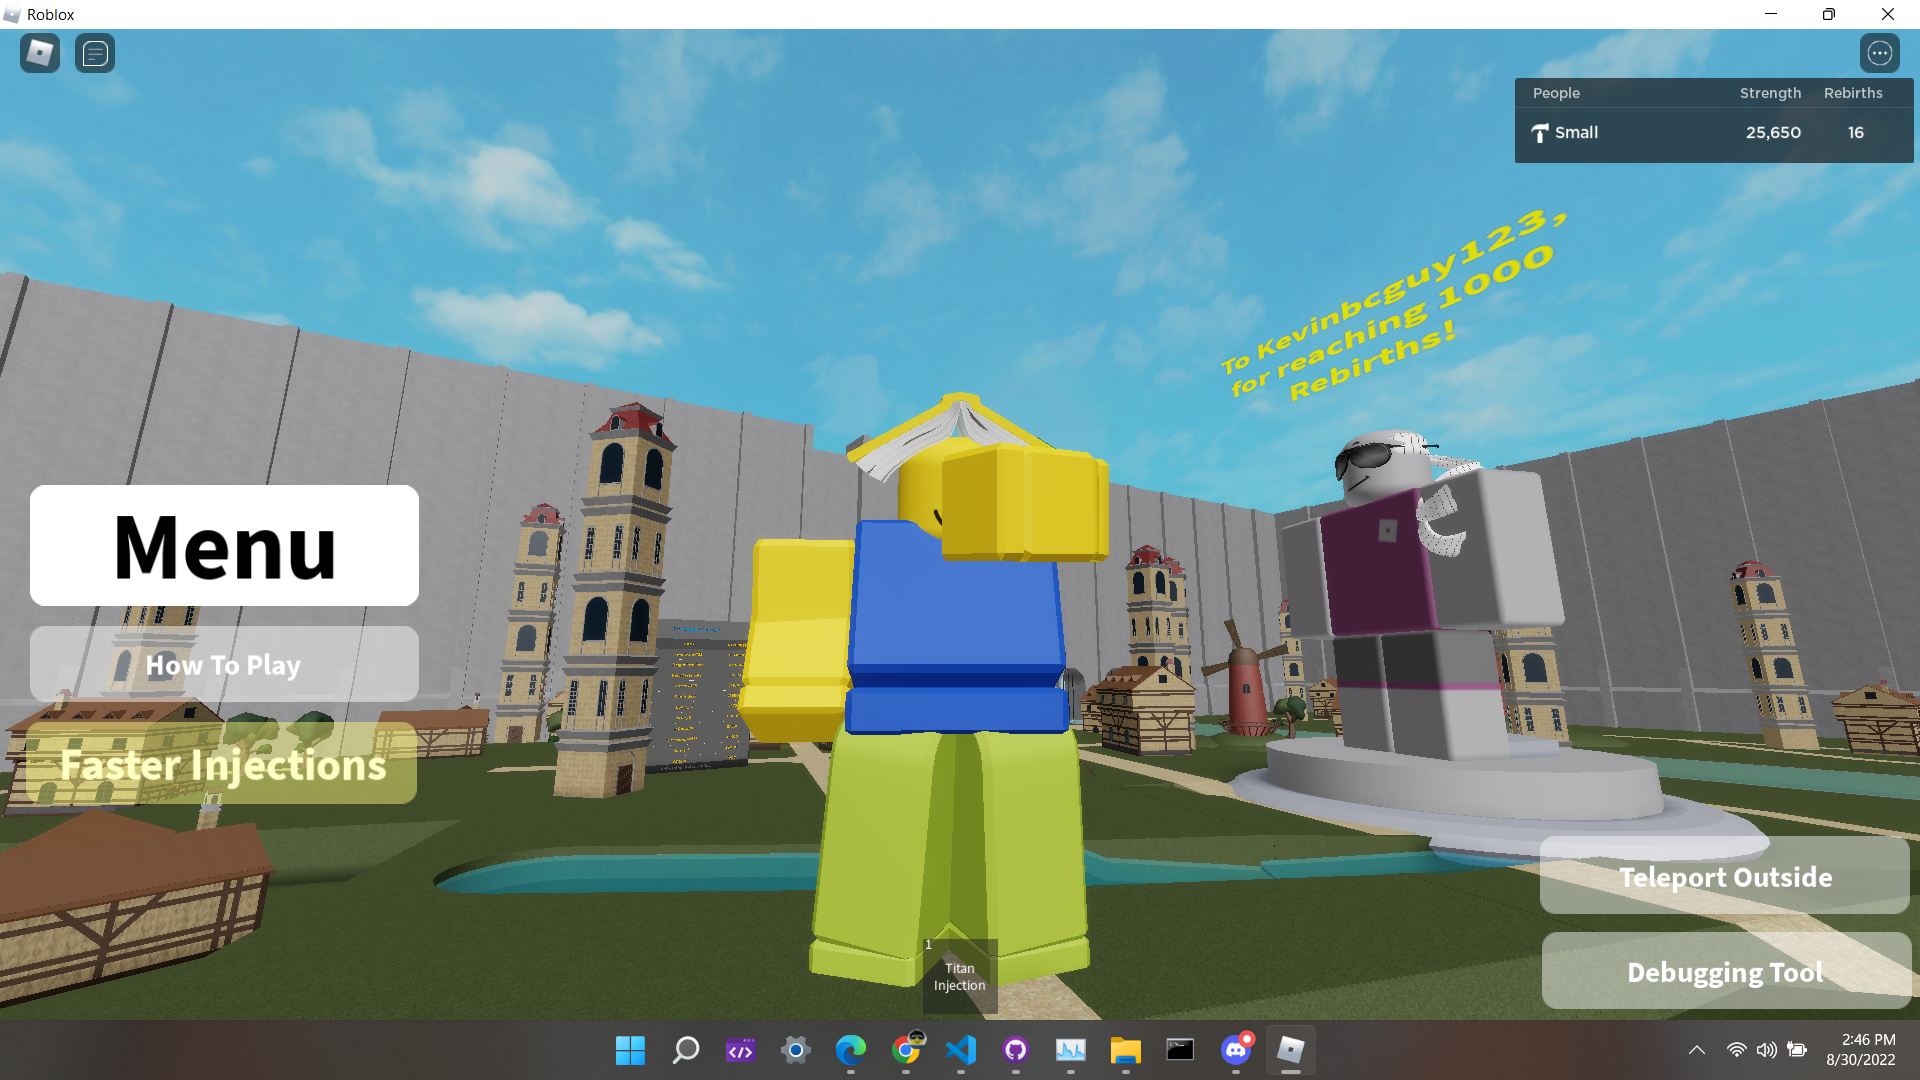 Roblox
People Strength Rebirths
Small 25,650 16
To Kevinbcguy123,
for reaching 1000
Rebirths!
Menu
How To Play
Faster Injections
Teleport Outside
Debugging Tool
1
Titan
Injection
2:46 PM
8/30/2022